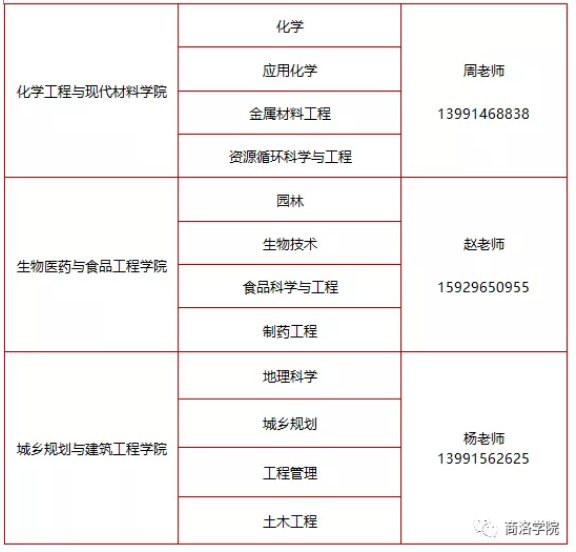 化学工程与现代材料学院
化学
应用化学
金属材料工程
资源循环科学与工程
周老师
13991468838
生物医药与食品工程学院
园林
生物技术
食品科学与工程
制药工程
赵老师
15929650955
城乡规划与建筑工程学院
地理科学
城乡规划
工程管理
土木工程
杨老师
13991562625
商洛学院